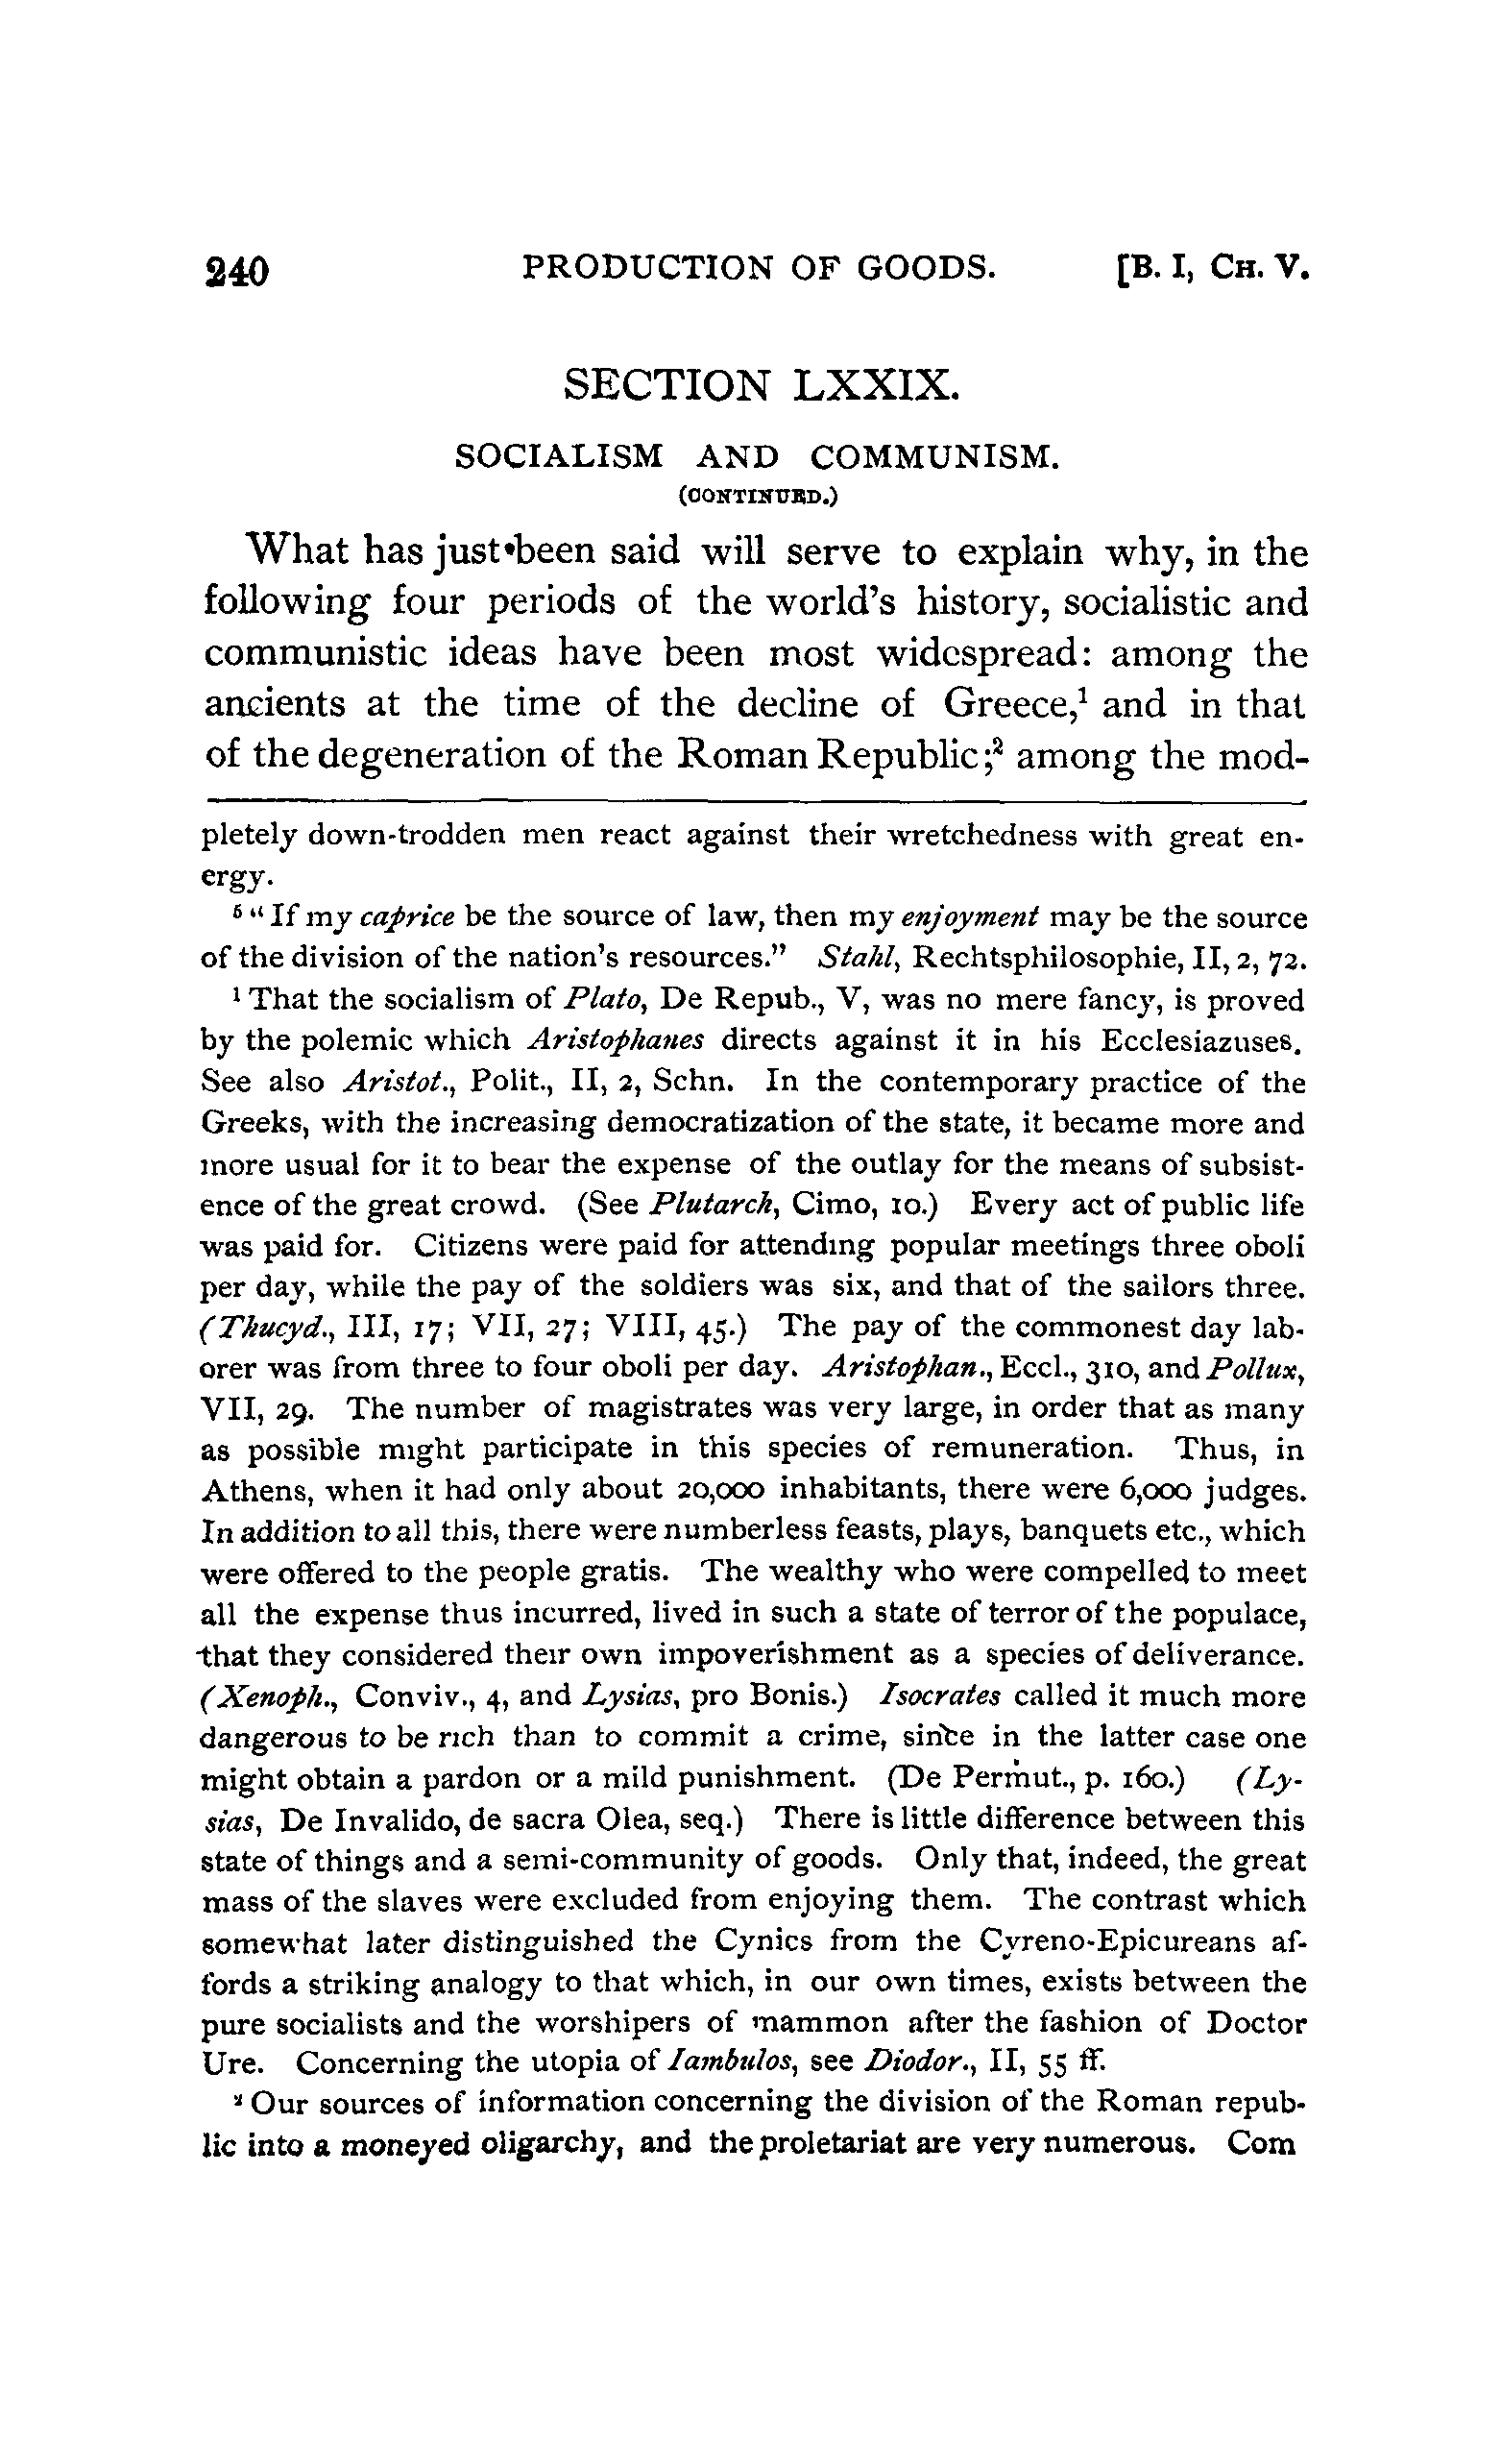 240 PRODUCTION OF GOODS. [B. I, CH. V.
SECTION LXXIX.
SOCIALISM AND COMMUNISM.
(CONTINUED.)
What has just been said will serve to explain why, in the
following four periods of the world's history, socialistic and
communistic ideas have been most widespread: among the
ancients at the time of the decline of Greece,¹ and in that
of the degeneration of the Roman Republic;² among the mod-
pletely down-trodden men react against their wretchedness with great en-
ergy.
⁵ "If my caprice be the source of law, then my enjoyment may be the source
of the division of the nation's resources." Stahl, Rechtsphilosophie, II, 2, 72.
¹ That the socialism of Plato, De Repub., V, was no mere fancy, is proved
by the polemic which Aristophanes directs against it in his Ecclesiazuses.
See also Aristot., Polit., II, 2, Schn. In the contemporary practice of the
Greeks, with the increasing democratization of the state, it became more and
more usual for it to bear the expense of the outlay for the means of subsist-
ence of the great crowd. (See Plutarch, Cimo, 10.) Every act of public life
was paid for. Citizens were paid for attending popular meetings three oboli
per day, while the pay of the soldiers was six, and that of the sailors three.
(Thucyd., III, 17; VII, 27; VIII, 45.) The pay of the commonest day lab-
orer was from three to four oboli per day. Aristophan., Eccl., 310, and Pollux,
VII, 29. The number of magistrates was very large, in order that as many
as possible might participate in this species of remuneration. Thus, in
Athens, when it had only about 20,000 inhabitants, there were 6,000 judges.
In addition to all this, there were numberless feasts, plays, banquets etc., which
were offered to the people gratis. The wealthy who were compelled to meet
all the expense thus incurred, lived in such a state of terror of the populace,
that they considered their own impoverishment as a species of deliverance.
(Xenoph., Conviv., 4, and Lysias, pro Bonis.) Isocrates called it much more
dangerous to be rich than to commit a crime, since in the latter case one
might obtain a pardon or a mild punishment. (De Permut., p. 160.) (Ly-
sias, De Invalido, de sacra Olea, seq.) There is little difference between this
state of things and a semi-community of goods. Only that, indeed, the great
mass of the slaves were excluded from enjoying them. The contrast which
somewhat later distinguished the Cynics from the Cyreno-Epicureans af-
fords a striking analogy to that which, in our own times, exists between the
pure socialists and the worshipers of mammon after the fashion of Doctor
Ure. Concerning the utopia of Iambulos, see Diodor., II, 55 ff.
² Our sources of information concerning the division of the Roman repub-
lic into a moneyed oligarchy, and the proletariat are very numerous. Com